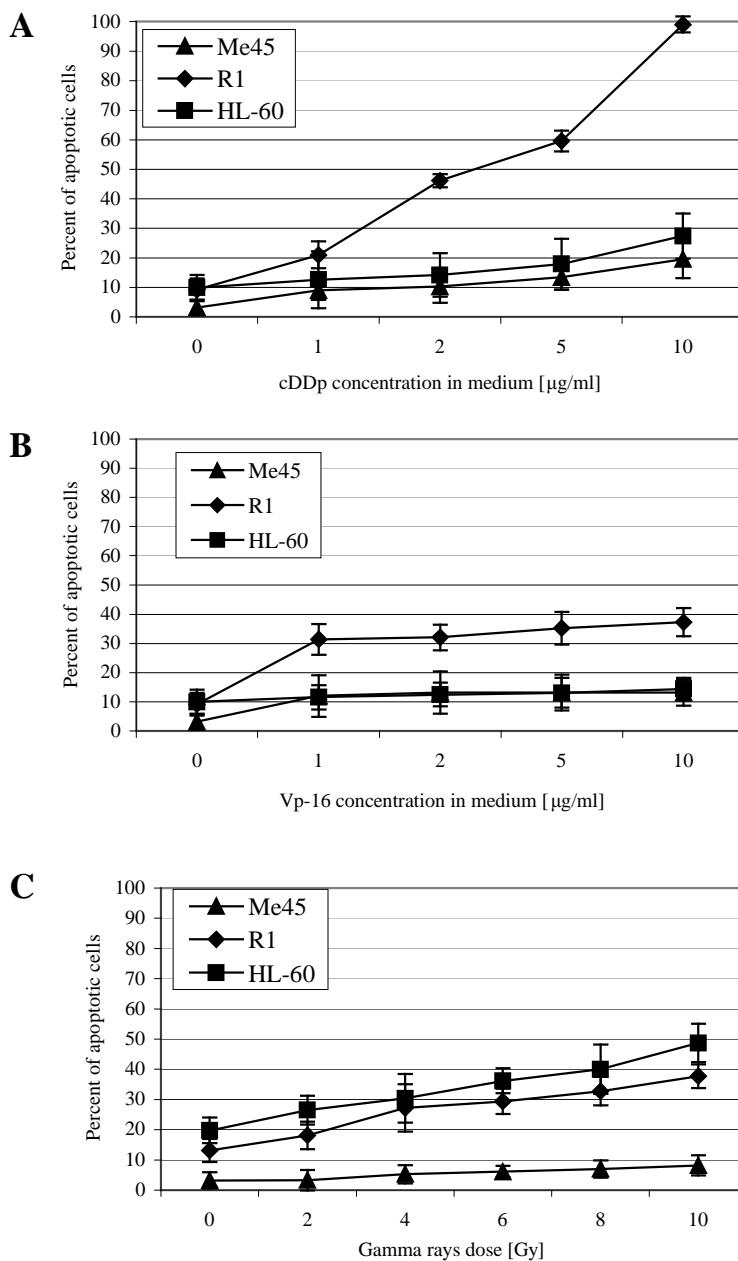 A
Percent of apoptotic cells
100
90
80
70
60
50
40
30
20
10
0
Me45
R1
HL-60
0 1 2 5 10
cDDp concentration in medium [µg/ml]
B
Percent of apoptotic cells
100
90
80
70
60
50
40
30
20
10
0
Me45
R1
HL-60
0 1 2 5 10
Vp-16 concentration in medium [µg/ml]
C
Percent of apoptotic cells
100
90
80
70
60
50
40
30
20
10
0
Me45
R1
HL-60
0 2 4 6 8 10
Gamma rays dose [Gy]